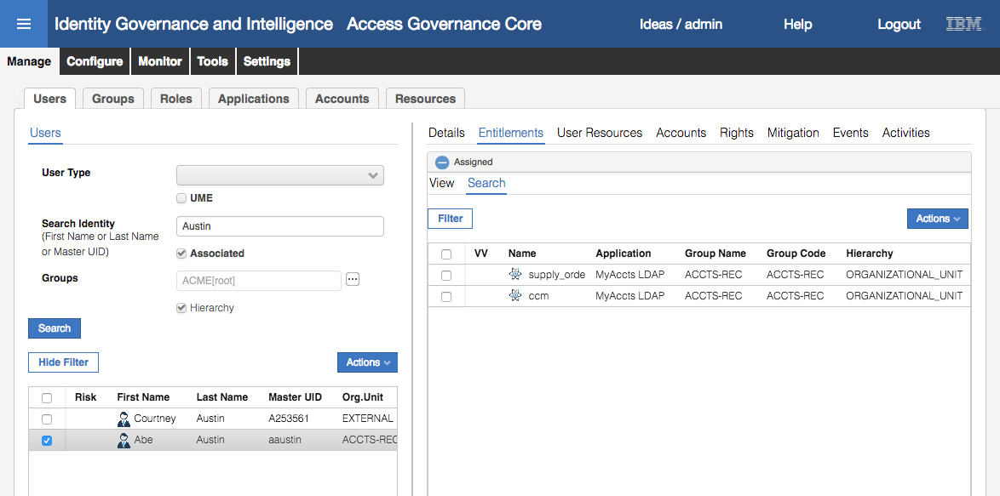 Identity Governance and Intelligence Access Governance Core Ideas / admin Help Logout IBM
Manage Configure Monitor Tools Settings
Users Groups Roles Applications Accounts Resources
Users
User Type
UME
Search Identity
(First Name or Last Name
or Master UID)
Austin
Associated
Groups
ACME[root]
Hierarchy
Search
Hide Filter
Actions
Risk First Name Last Name Master UID Org.Unit
Courtney Austin A253561 EXTERNAL
Abe Austin aaustin ACCTS-REC
Details Entitlements User Resources Accounts Rights Mitigation Events Activities
Assigned
View Search
Filter
Actions
VV Name Application Group Name Group Code Hierarchy
supply_orde MyAccts LDAP ACCTS-REC ACCTS-REC ORGANIZATIONAL_UNIT
ccm MyAccts LDAP ACCTS-REC ACCTS-REC ORGANIZATIONAL_UNIT